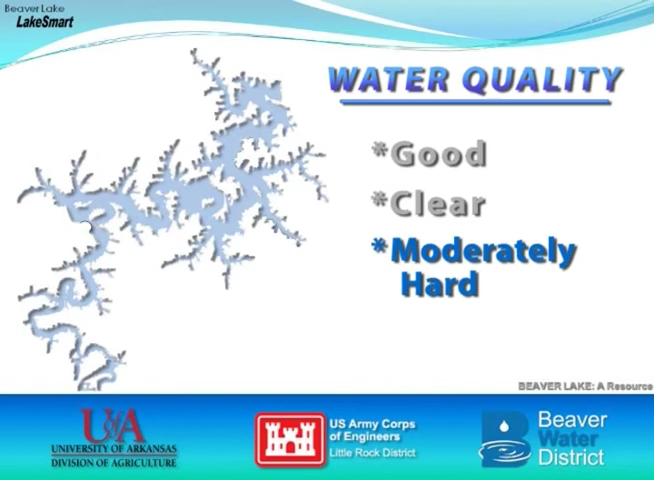 Beaver Lake
LakeSmart
WATER QUALITY
*Good
*Clear
*Moderately
Hard
BEAVER LAKE: A Resource
UofA
UNIVERSITY OF ARKANSAS
DIVISION OF AGRICULTURE
US Army Corps
of Engineers
Little Rock District
Beaver
Water
District